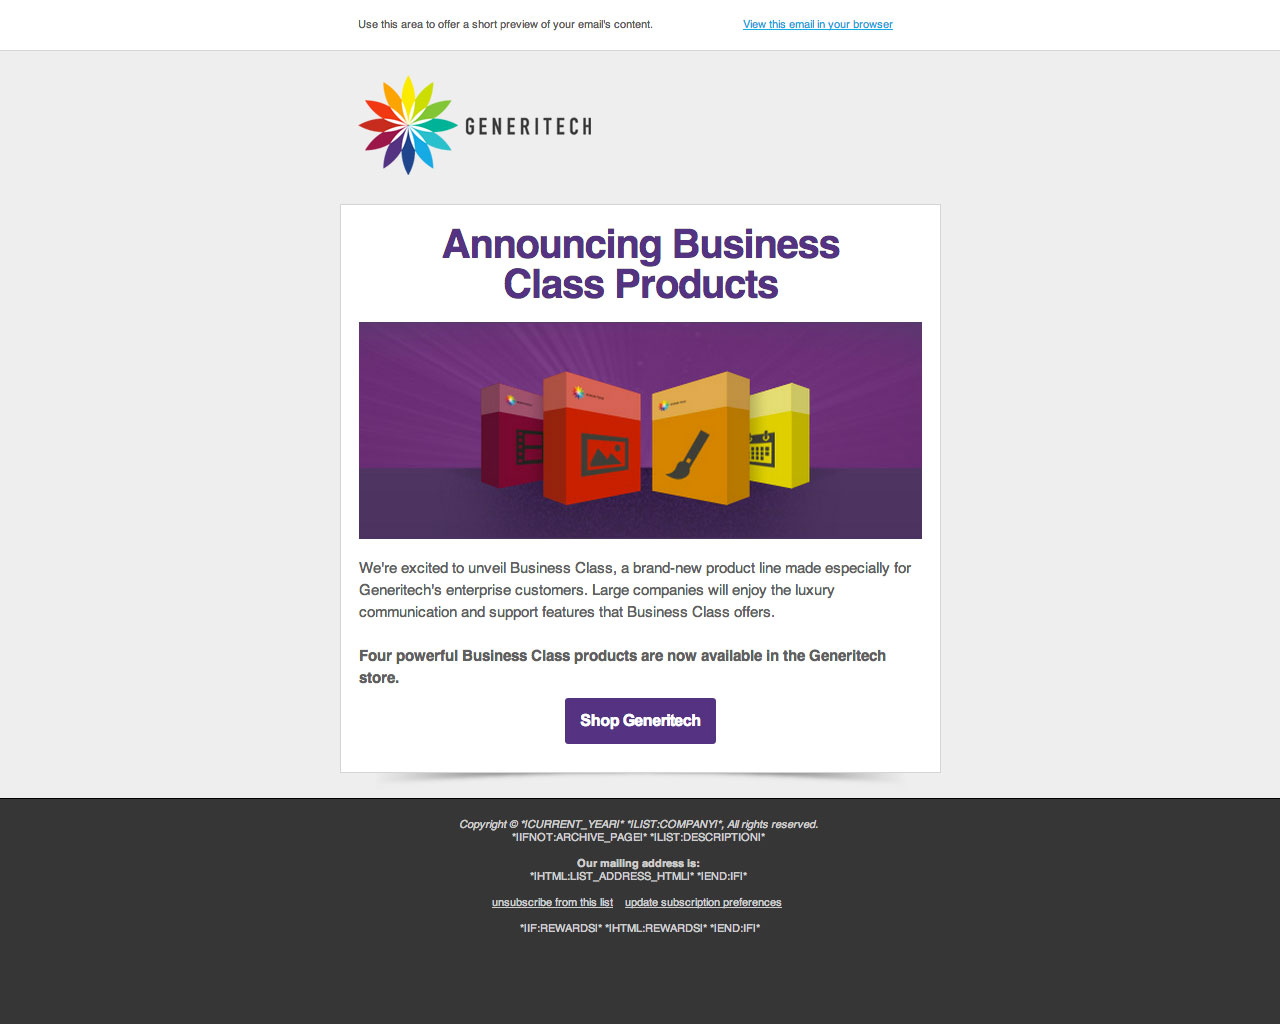 Use this area to offer a short preview of your email's content.
View this email in your browser
GENERITECH
Announcing Business
Class Products
We're excited to unveil Business Class, a brand-new product line made especially for
Generitech's enterprise customers. Large companies will enjoy the luxury
communication and support features that Business Class offers.
Four powerful Business Class products are now available in the Generitech
store.
Shop Generitech
Copyright © *|CURRENT_YEAR|* *|LIST:COMPANY|*, All rights reserved.
*|IFNOT:ARCHIVE_PAGE|* *|LIST:DESCRIPTION|*
Our mailing address is:
*|HTML:LIST_ADDRESS_HTML|* *|END:IF|*
unsubscribe from this list    update subscription preferences
*|IF:REWARDS|* *|HTML:REWARDS|* *|END:IF|*